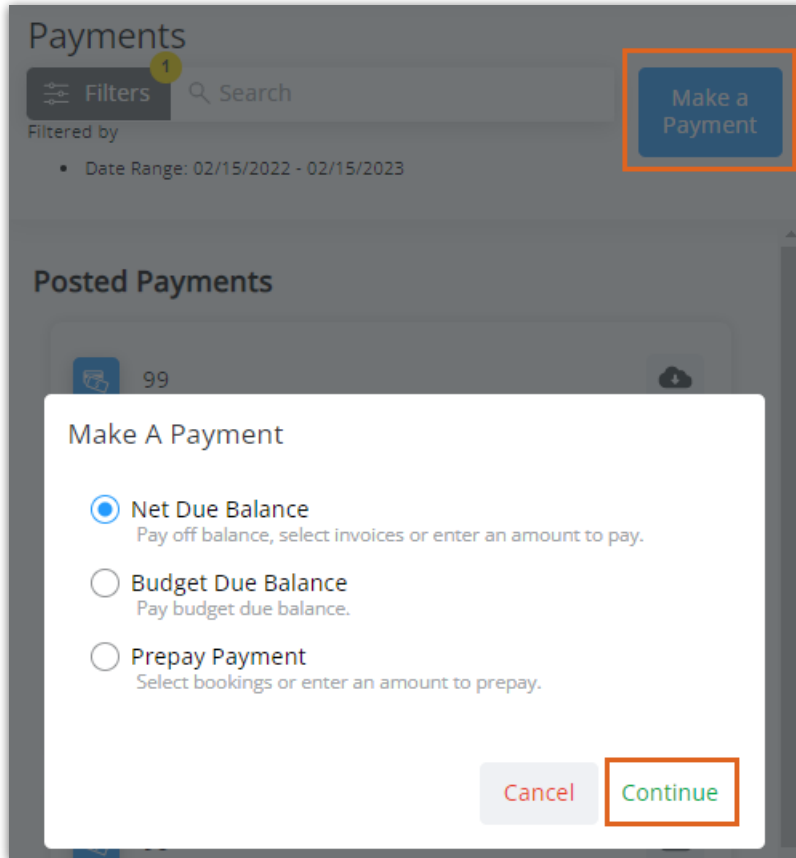 Payments
1
Filters
Search
Make a
Payment
Filtered by
• Date Range: 02/15/2022 - 02/15/2023
Posted Payments
99
Make A Payment
Net Due Balance
Pay off balance, select invoices or enter an amount to pay.
Budget Due Balance
Pay budget due balance.
Prepay Payment
Select bookings or enter an amount to prepay.
Cancel
Continue